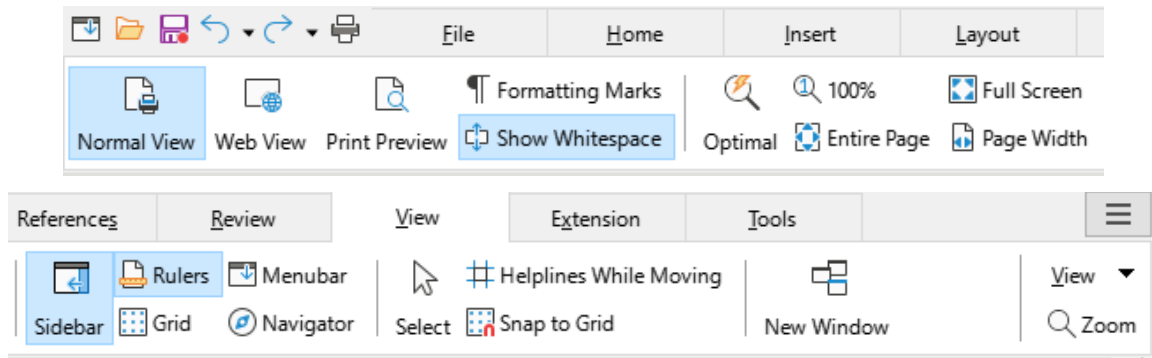 File Home Insert Layout
Formatting Marks 100% Full Screen
Normal View Web View Print Preview Show Whitespace Optimal Entire Page Page Width
References Review View Extension Tools
Rulers Menubar Helplines While Moving View
Sidebar Grid Navigator Select Snap to Grid New Window Zoom